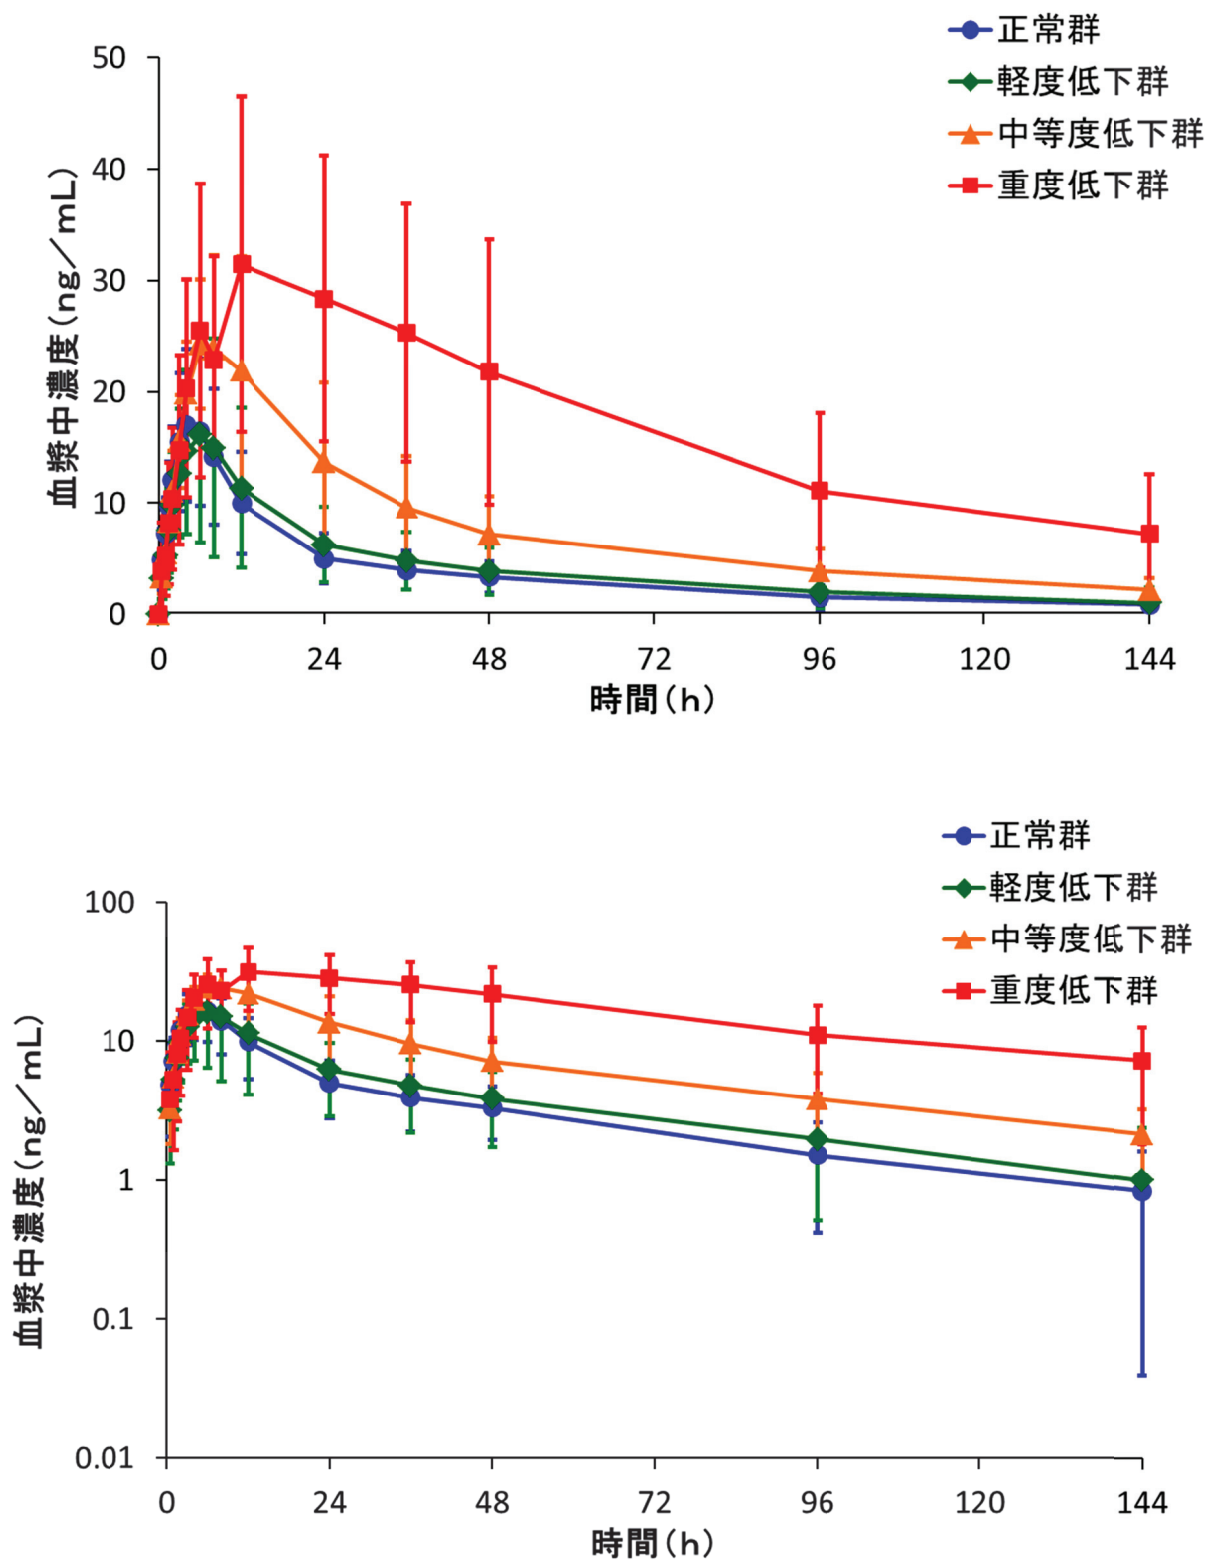 正常群
軽度低下群
中等度低下群
重度低下群
50
40
30
20
10
0
血漿中濃度(ng/mL)
0 24 48 72 96 120 144
時間(h)
正常群
軽度低下群
中等度低下群
重度低下群
100
10
1
0.1
0.01
血漿中濃度(ng/mL)
0 24 48 72 96 120 144
時間(h)